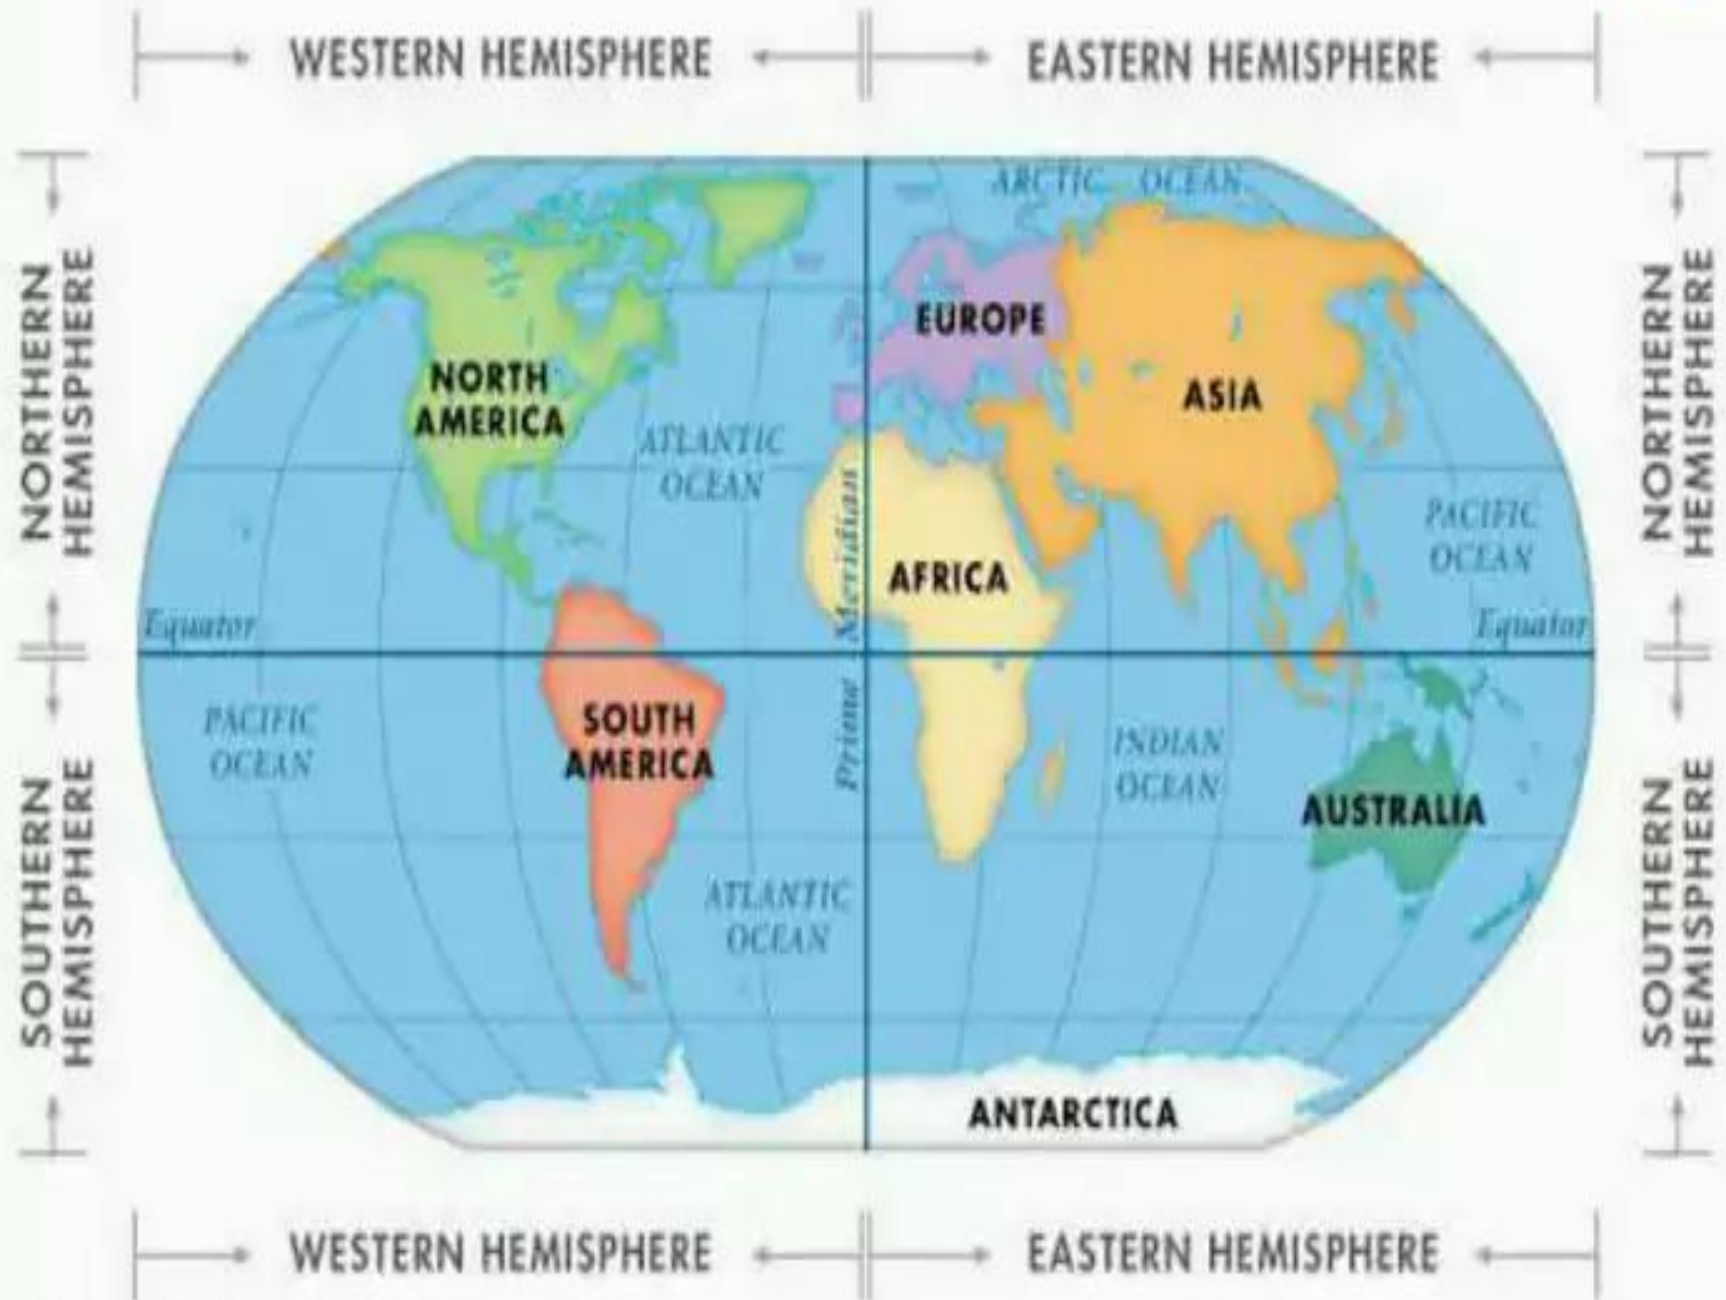 WESTERN HEMISPHERE
EASTERN HEMISPHERE
NORTHERN
HEMISPHERE
NORTHERN
HEMISPHERE
ARCTIC OCEAN
EUROPE
NORTH
AMERICA
ASIA
ATLANTIC
OCEAN
PACIFIC
OCEAN
AFRICA
Equator
Equator
Prime Meridian
PACIFIC
OCEAN
SOUTH
AMERICA
INDIAN
OCEAN
AUSTRALIA
ATLANTIC
OCEAN
SOUTHERN
HEMISPHERE
SOUTHERN
HEMISPHERE
ANTARCTICA
WESTERN HEMISPHERE
EASTERN HEMISPHERE